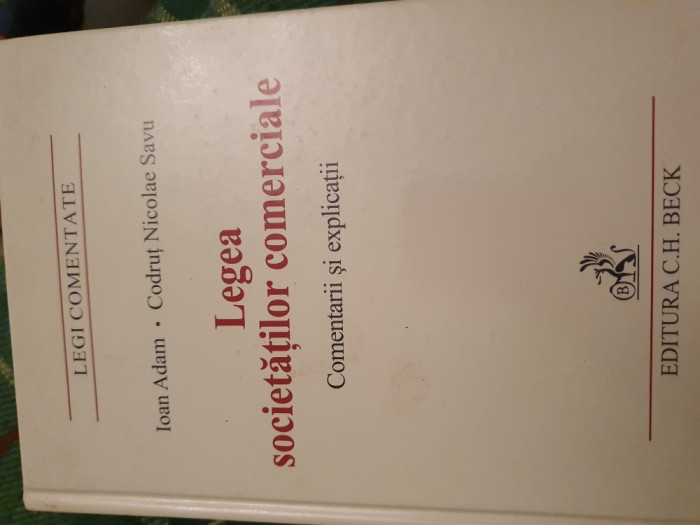 LEGI COMENTATE
Ioan Adam • Codruț Nicolae Savu
Legea
societăților comerciale
Comentarii și explicații
B
EDITURA C.H. BECK